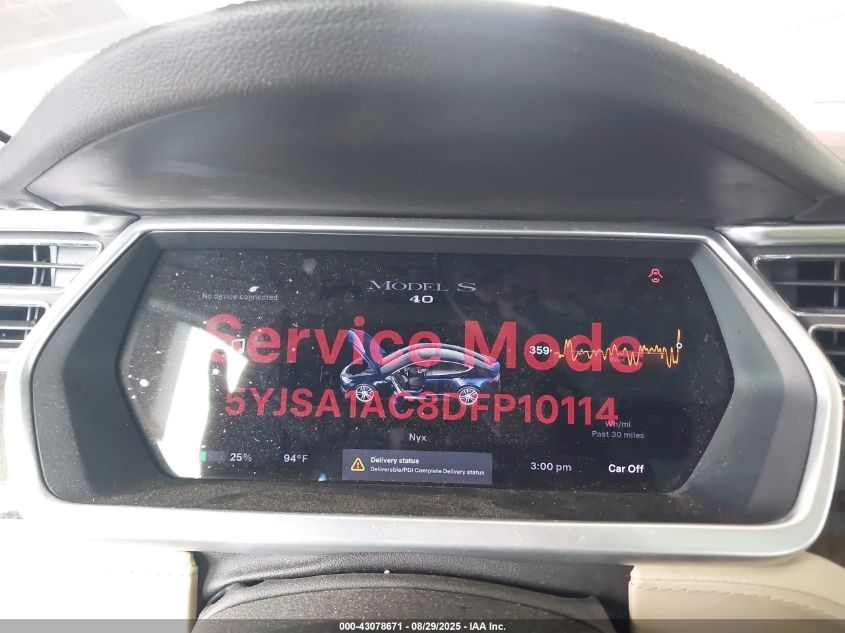 MODEL S
40
No device connected
Service Mode
359
5YJSA1AC8DFP10114
Wh/mi
Past 30 miles
Nyx
25%
94°F
Delivery status
Deliverable/PDI Complete Delivery status
3:00 pm
Car Off
000-43078671 - 08/29/2025 - IAA Inc.